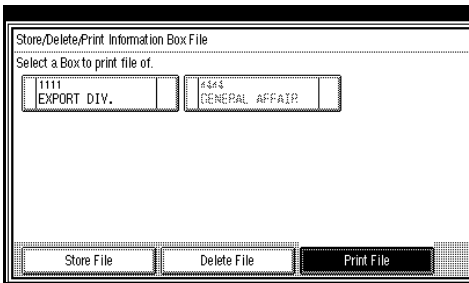 Store/Delete/Print Information Box File
Select a Box to print file of.
1111
EXPORT DIV.
4444
GENERAL AFFAIR
Store File
Delete File
Print File